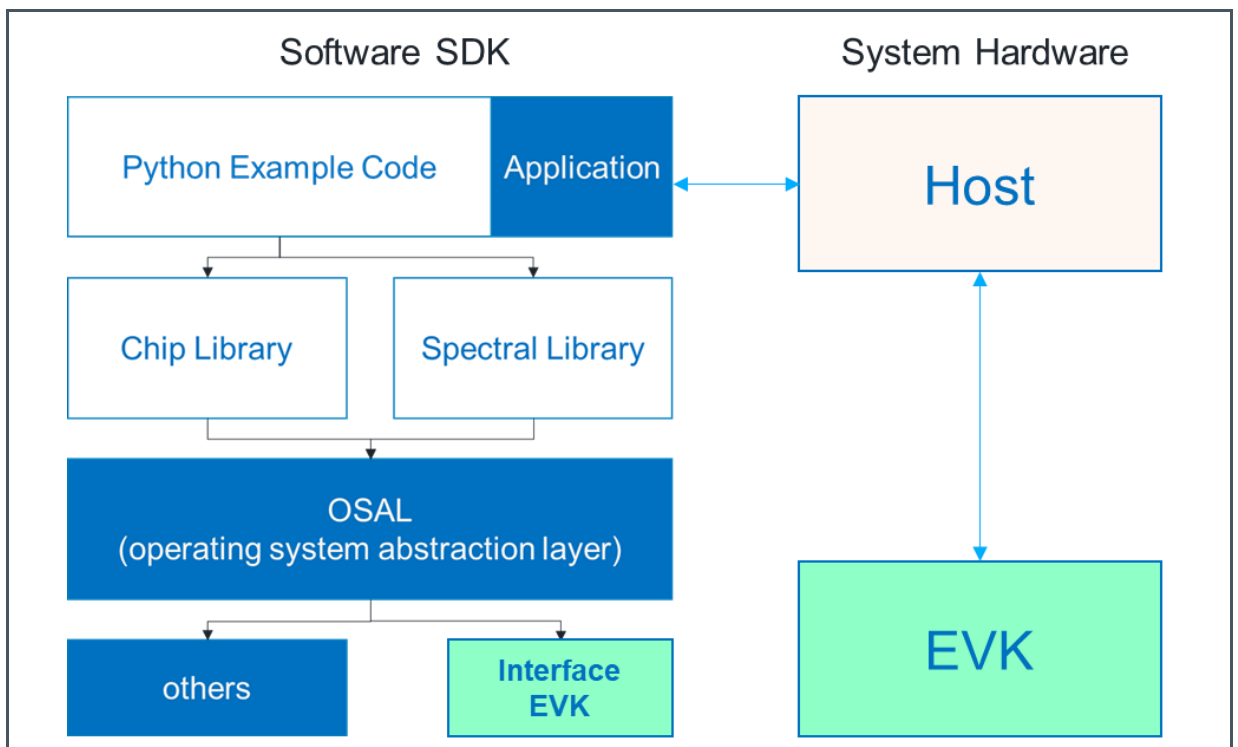 Software SDK
System Hardware
Python Example Code
Application
Host
Chip Library
Spectral Library
OSAL
(operating system abstraction layer)
EVK
others
Interface
EVK